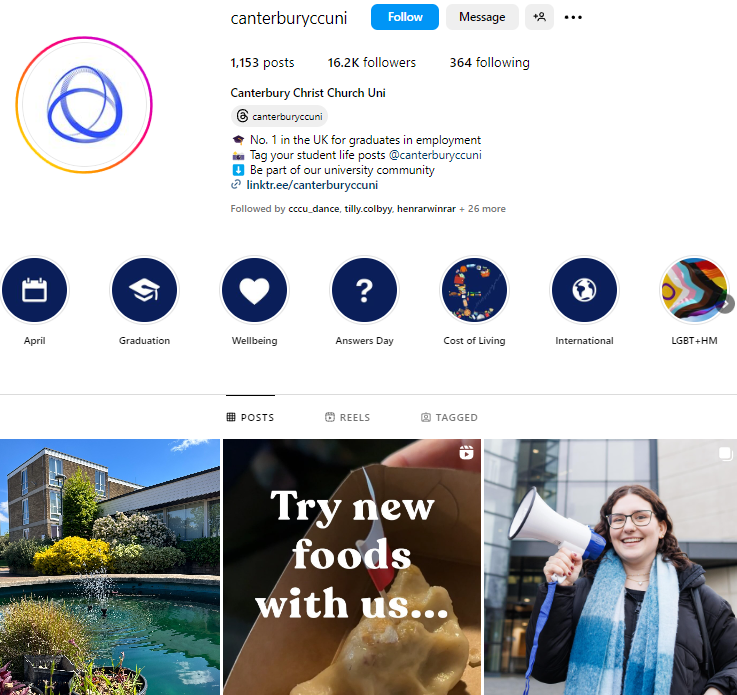 canterburyccuni Follow Message
1,153 posts 16.2K followers 364 following
Canterbury Christ Church Uni
canterburyccuni
No. 1 in the UK for graduates in employment
Tag your student life posts @canterburyccuni
Be part of our university community
linktr.ee/canterburyccuni
Followed by cccu_dance, tilly.colbyy, henrarwinrar + 26 more
April Graduation Wellbeing Answers Day Cost of Living International LGBT+HM
POSTS REELS TAGGED
Try new
foods
with us...